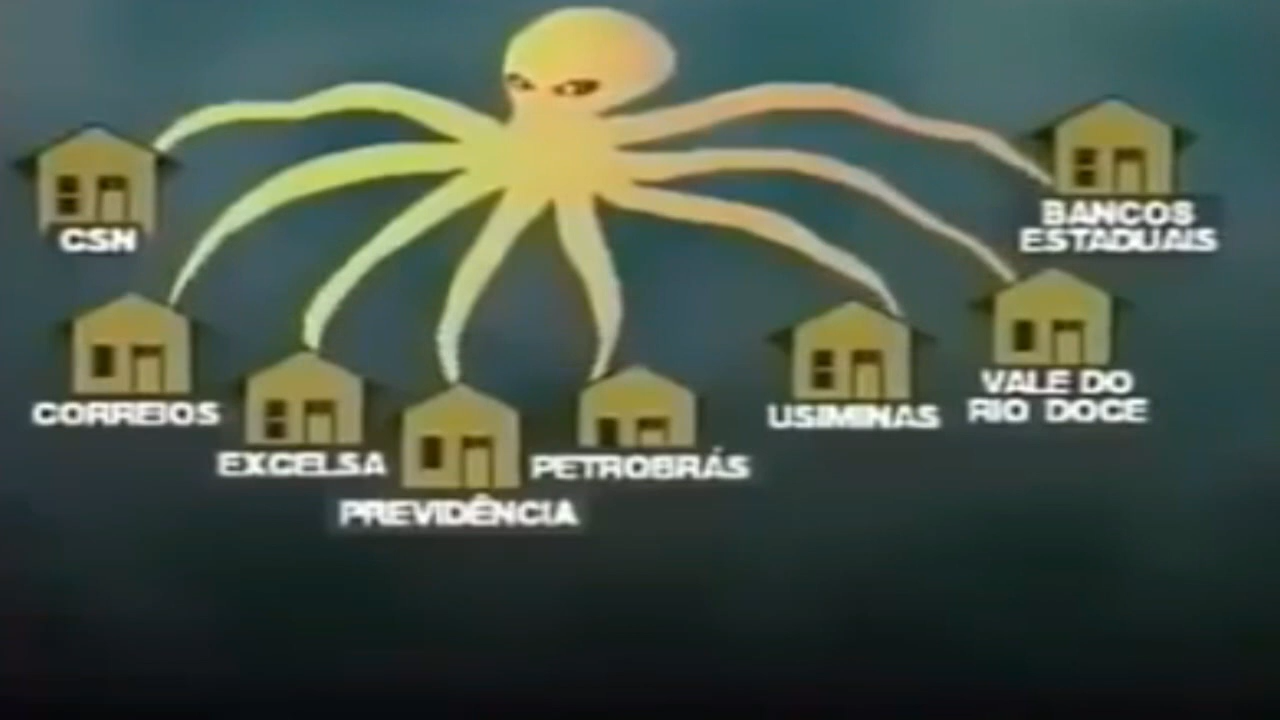 CSN
BANCOS
ESTADUAIS
CORREIOS
EXCELSA
PREVIDÊNCIA
PETROBRÁS
USIMINAS
VALE DO
RIO DOCE